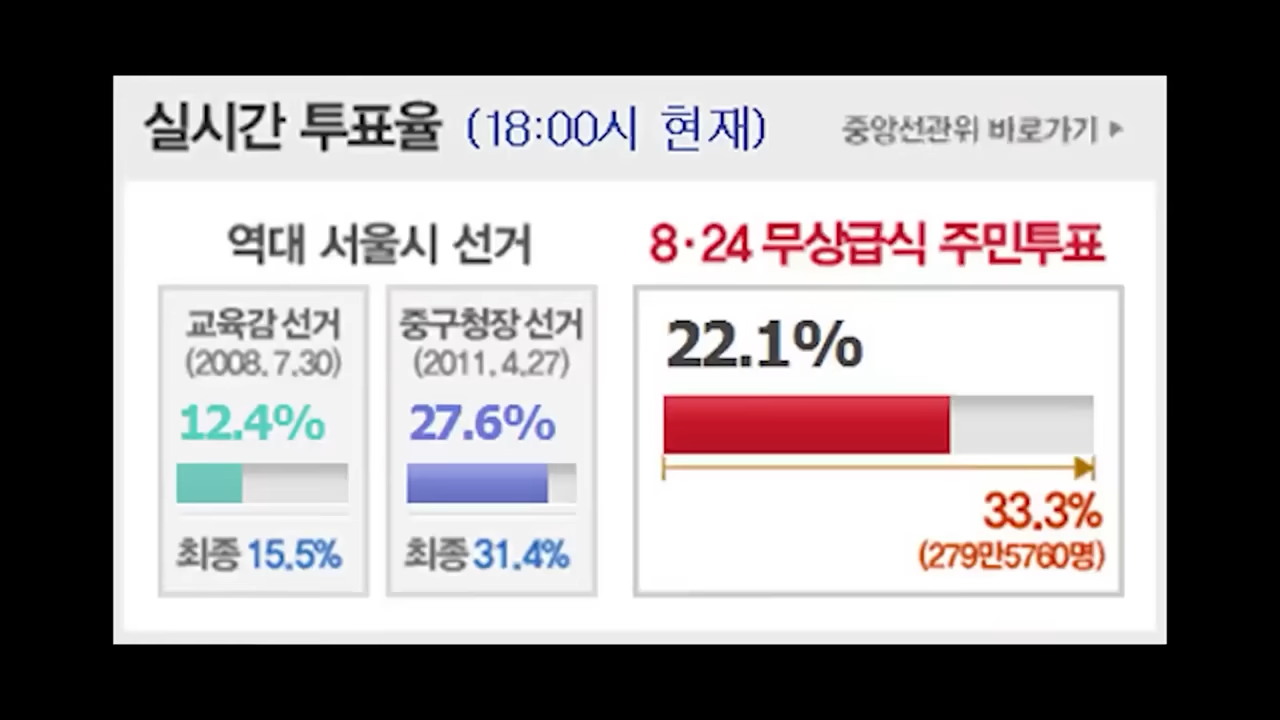 실시간 투표율 (18:00시 현재)
중앙선관위 바로가기 ▶
역대 서울시 선거
교육감 선거
(2008.7.30)
12.4%
최종 15.5%
중구청장 선거
(2011.4.27)
27.6%
최종 31.4%
8·24 무상급식 주민투표
22.1%
33.3%
(279만5760명)